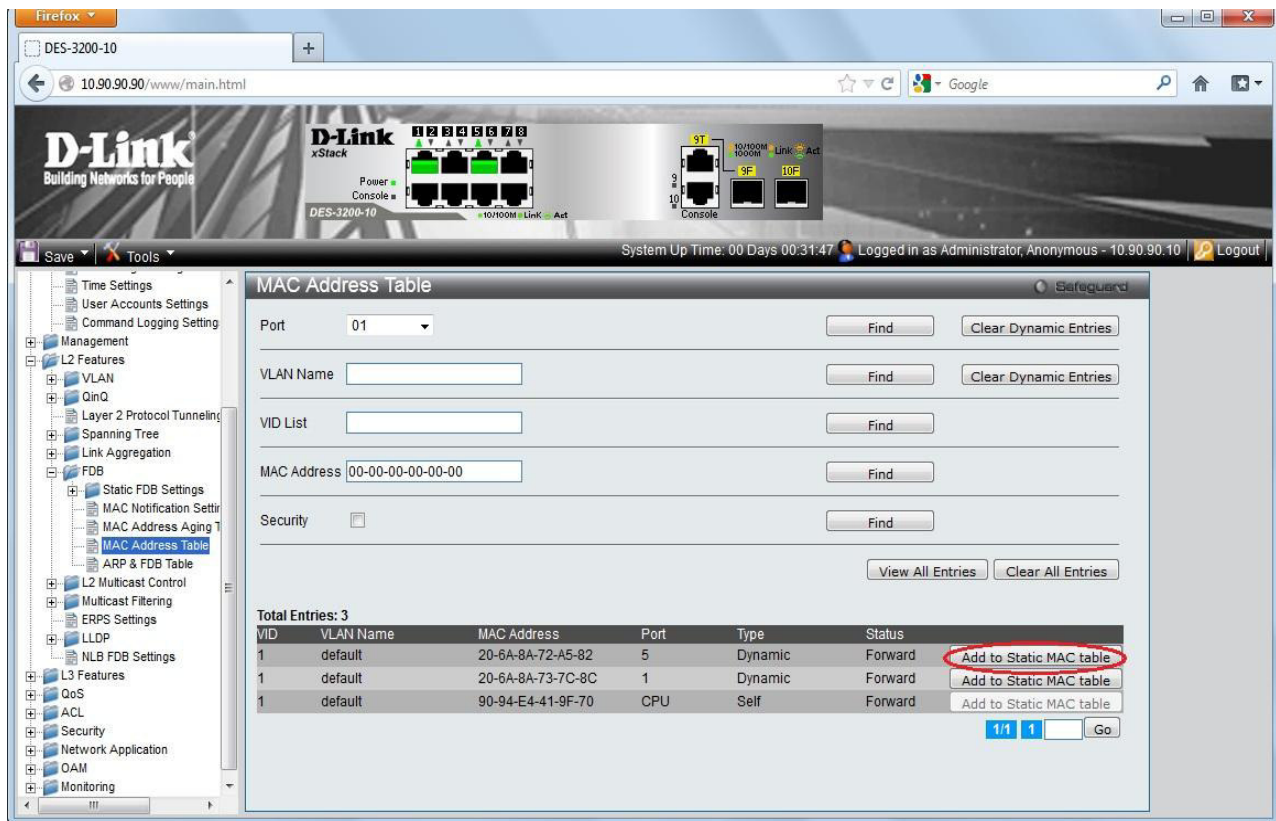 Firefox
DES-3200-10
+
10.90.90.90/www/main.html
Google
D-Link
Building Networks for People
D-Link
xStack
1 2 3 4 5 6 7 8
Power
Console
DES-3200-10
10/100M Link Act
9T
10/100M
1000M
Link Act
9F 10F
9
10
Console
Save Tools
System Up Time: 00 Days 00:31:47 Logged in as Administrator, Anonymous - 10.90.90.10 Logout
Time Settings
User Accounts Settings
Command Logging Setting
Management
L2 Features
VLAN
QinQ
Layer 2 Protocol Tunneling
Spanning Tree
Link Aggregation
FDB
Static FDB Settings
MAC Notification Settir
MAC Address Aging T
MAC Address Table
ARP & FDB Table
L2 Multicast Control
Multicast Filtering
ERPS Settings
LLDP
NLB FDB Settings
L3 Features
QoS
ACL
Security
Network Application
OAM
Monitoring
MAC Address Table
Safeguard
Port 01 Find Clear Dynamic Entries
VLAN Name Find Clear Dynamic Entries
VID List Find
MAC Address 00-00-00-00-00-00 Find
Security Find
View All Entries Clear All Entries
Total Entries: 3
VID VLAN Name MAC Address Port Type Status
1 default 20-6A-8A-72-A5-82 5 Dynamic Forward Add to Static MAC table
1 default 20-6A-8A-73-7C-8C 1 Dynamic Forward Add to Static MAC table
1 default 90-94-E4-41-9F-70 CPU Self Forward Add to Static MAC table
1/1 1 Go